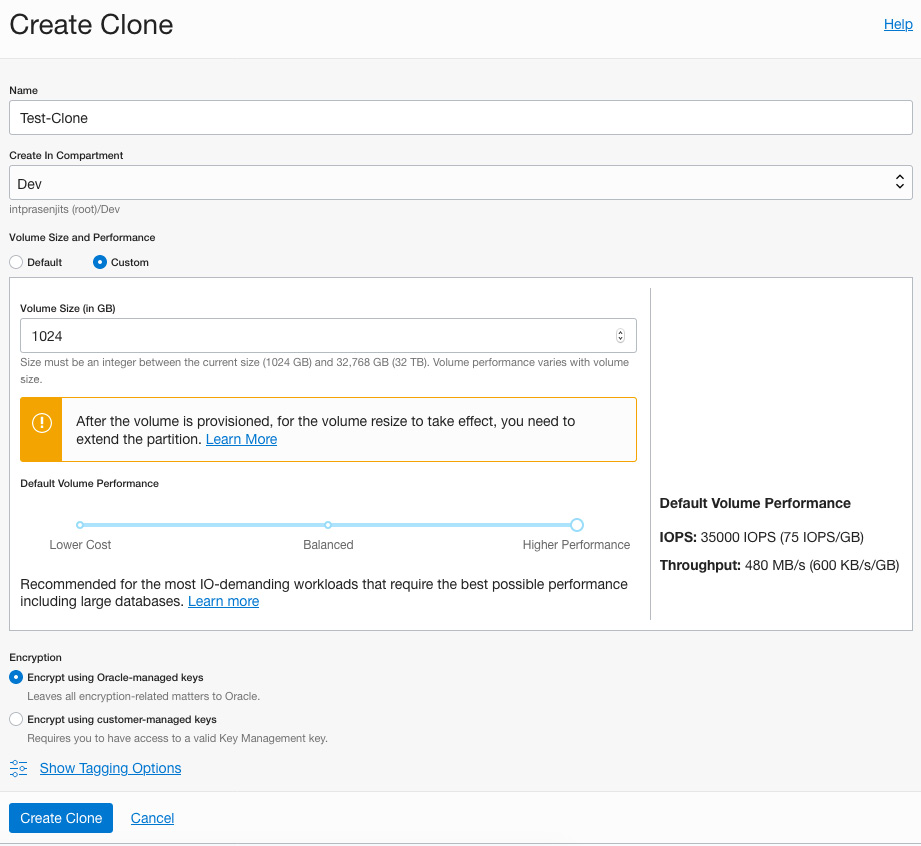 Create Clone
Help
Name
Test-Clone
Create In Compartment
Dev
intprasenjits (root)/Dev
Volume Size and Performance
Default
Custom
Volume Size (in GB)
1024
Size must be an integer between the current size (1024 GB) and 32,768 GB (32 TB). Volume performance varies with volume
size.
After the volume is provisioned, for the volume resize to take effect, you need to
extend the partition. Learn More
Default Volume Performance
Lower Cost
Balanced
Higher Performance
Recommended for the most IO-demanding workloads that require the best possible performance
including large databases. Learn more
Default Volume Performance
IOPS: 35000 IOPS (75 IOPS/GB)
Throughput: 480 MB/s (600 KB/s/GB)
Encryption
Encrypt using Oracle-managed keys
Leaves all encryption-related matters to Oracle.
Encrypt using customer-managed keys
Requires you to have access to a valid Key Management key.
Show Tagging Options
Create Clone
Cancel